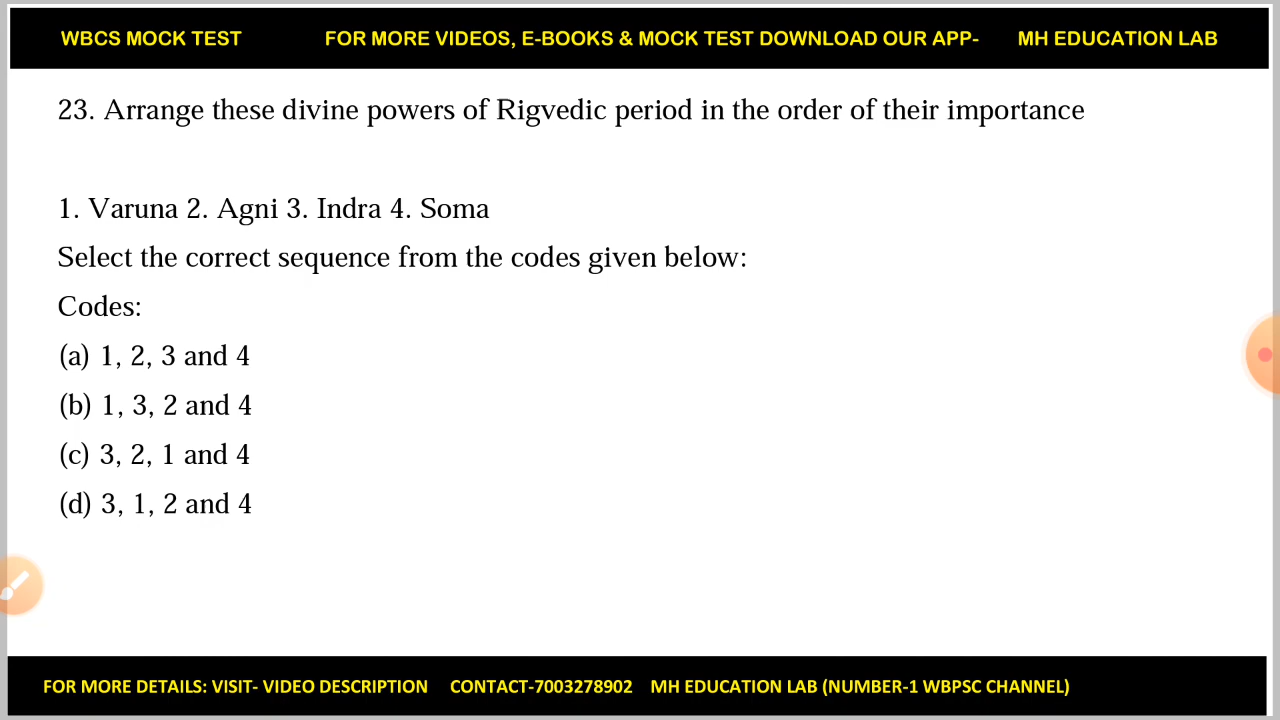 WBCS MOCK TEST FOR MORE VIDEOS, E-BOOKS & MOCK TEST DOWNLOAD OUR APP- MH EDUCATION LAB
23. Arrange these divine powers of Rigvedic period in the order of their importance
1. Varuna 2. Agni 3. Indra 4. Soma
Select the correct sequence from the codes given below:
Codes:
(a) 1, 2, 3 and 4
(b) 1, 3, 2 and 4
(c) 3, 2, 1 and 4
(d) 3, 1, 2 and 4
FOR MORE DETAILS: VISIT- VIDEO DESCRIPTION CONTACT-7003278902 MH EDUCATION LAB (NUMBER-1 WBPSC CHANNEL)